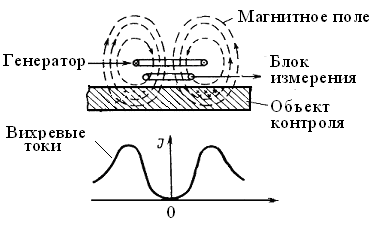 Магнитное поле
Генератор
Блок
измерения
Объект
контроля
Вихревые
токи
J
0